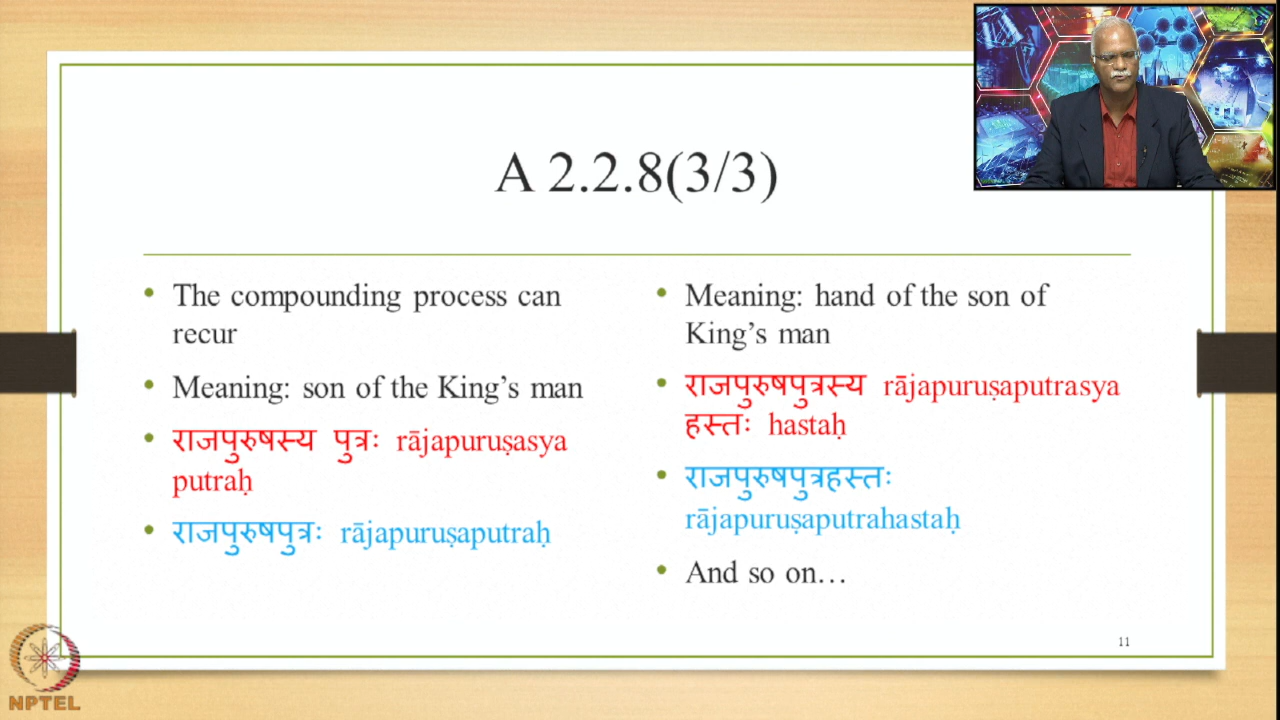 A 2.2.8(3/3)
The compounding process can
recur
Meaning: son of the King’s man
राजपुरुषस्य पुत्रः rājapuruṣasya
putraḥ
राजपुरुषपुत्रः rājapuruṣaputraḥ
Meaning: hand of the son of
King’s man
राजपुरुषपुत्रस्य rājapuruṣaputrasya
हस्तः hastaḥ
राजपुरुषपुत्रहस्तः
rājapuruṣaputrahastaḥ
And so on…
11
NPTEL